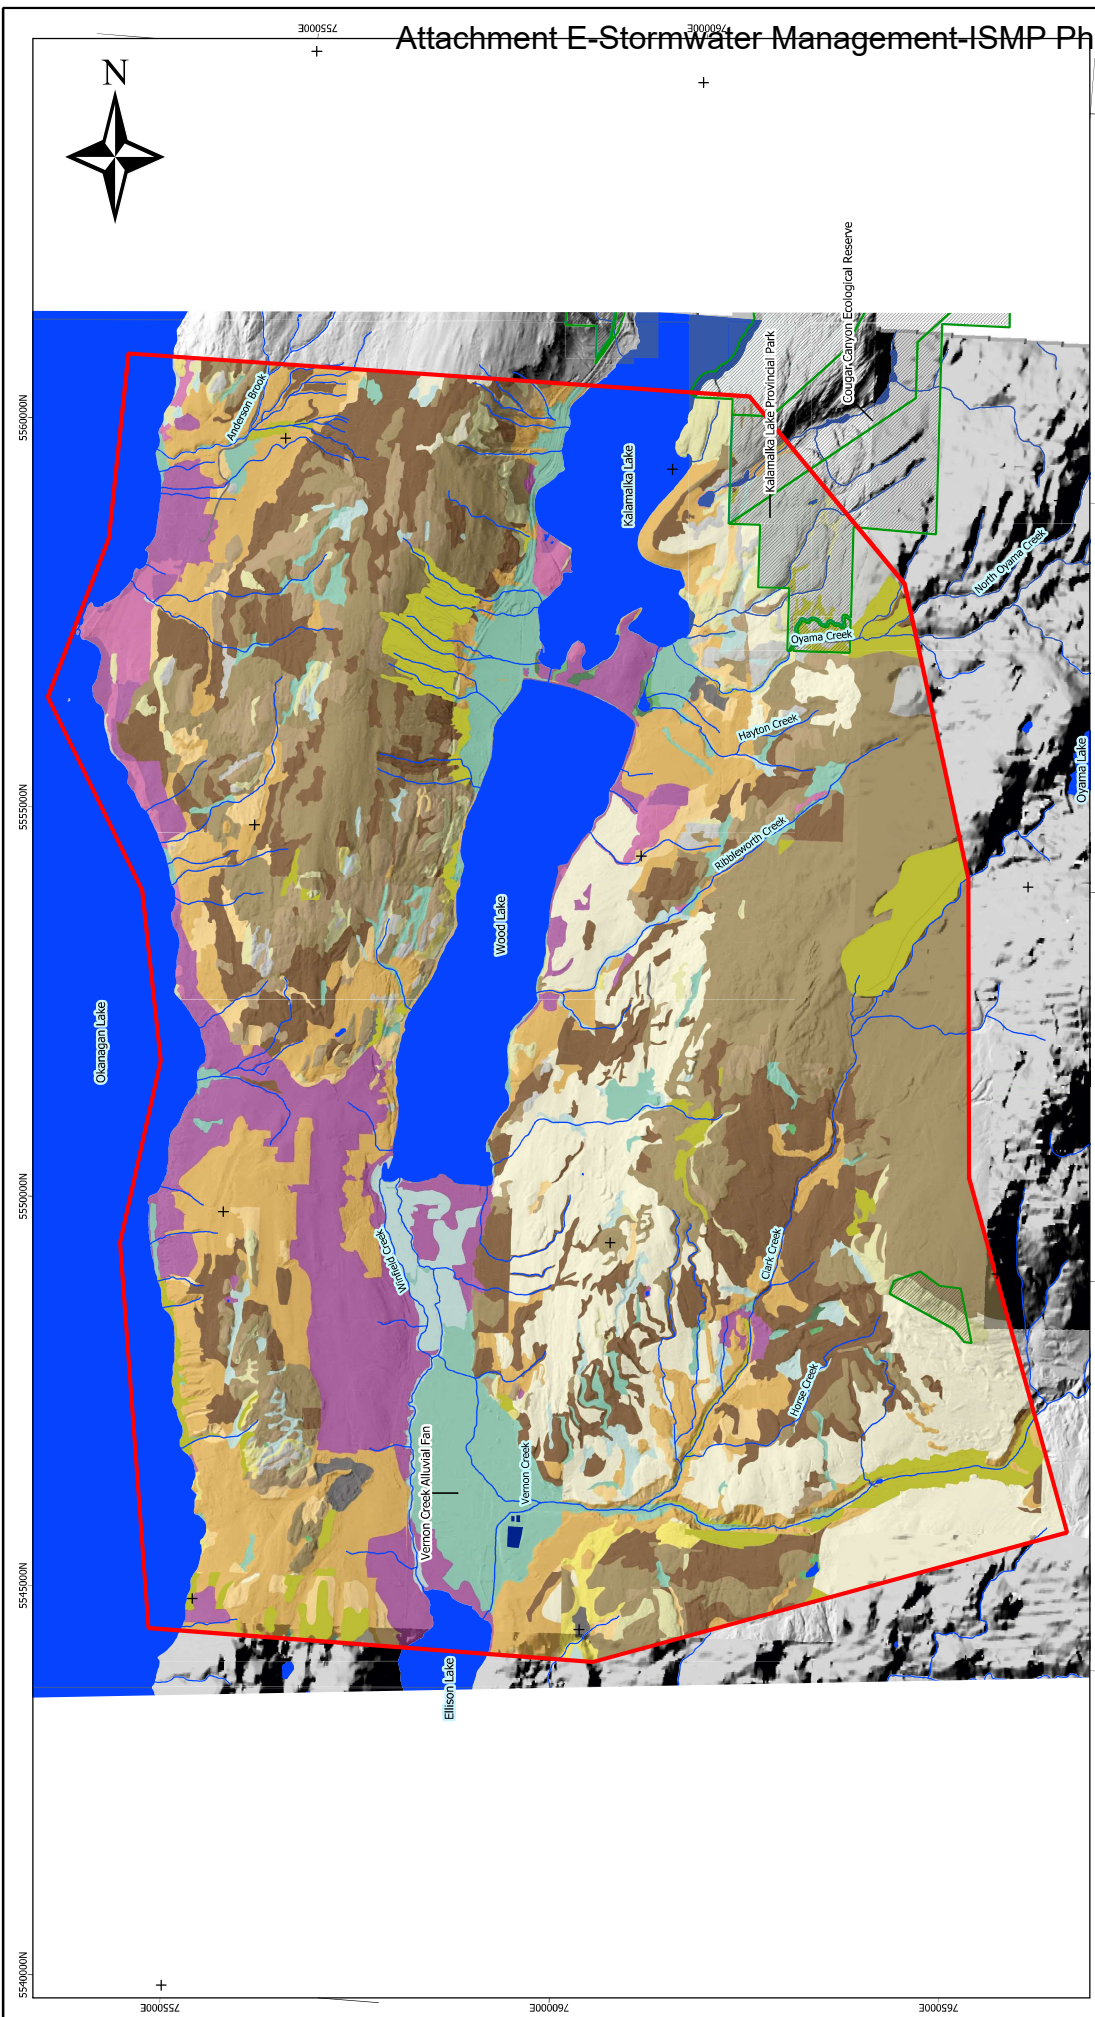 755000E
760000E
Attachment E-Stormwater Management-ISMP Ph
N
Cougar Canyon Ecological Reserve
Kalamalka Lake Provincial Park
Anderson Brook
5560000N
Kalamalka Lake
North Oyama Creek
Oyama Creek
Hayton Creek
Oyama Lake
5555000N
Ribbleworth Creek
Wood Lake
Okanagan Lake
5550000N
Winfield Creek
Clark Creek
Horse Creek
Vernon Creek Alluvial Fan
Vernon Creek
5545000N
Ellison Lake
5540000N
755000E
760000E
765000E